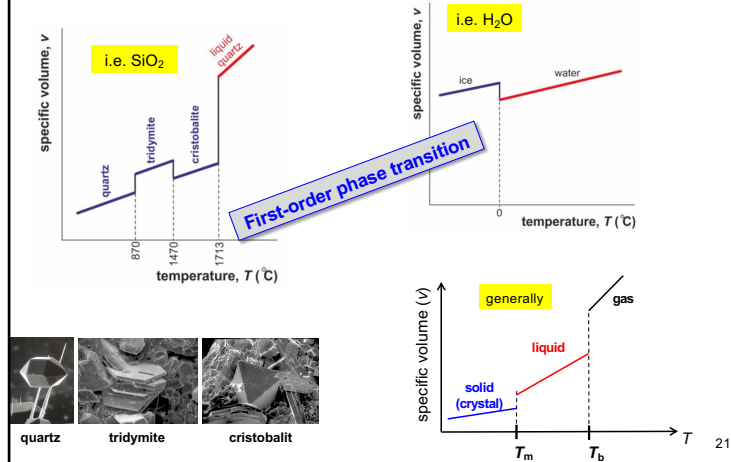 i.e. SiO₂
specific volume, v
quartz
tridymite
cristobalite
liquid
quartz
870
1470
1713
temperature, T (°C)
i.e. H₂O
specific volume, v
ice
water
0
temperature, T (°C)
First-order phase transition
quartz
tridymite
cristobalit
generally
specific volume (v)
gas
liquid
solid
(crystal)
T
Tm
Tb
21